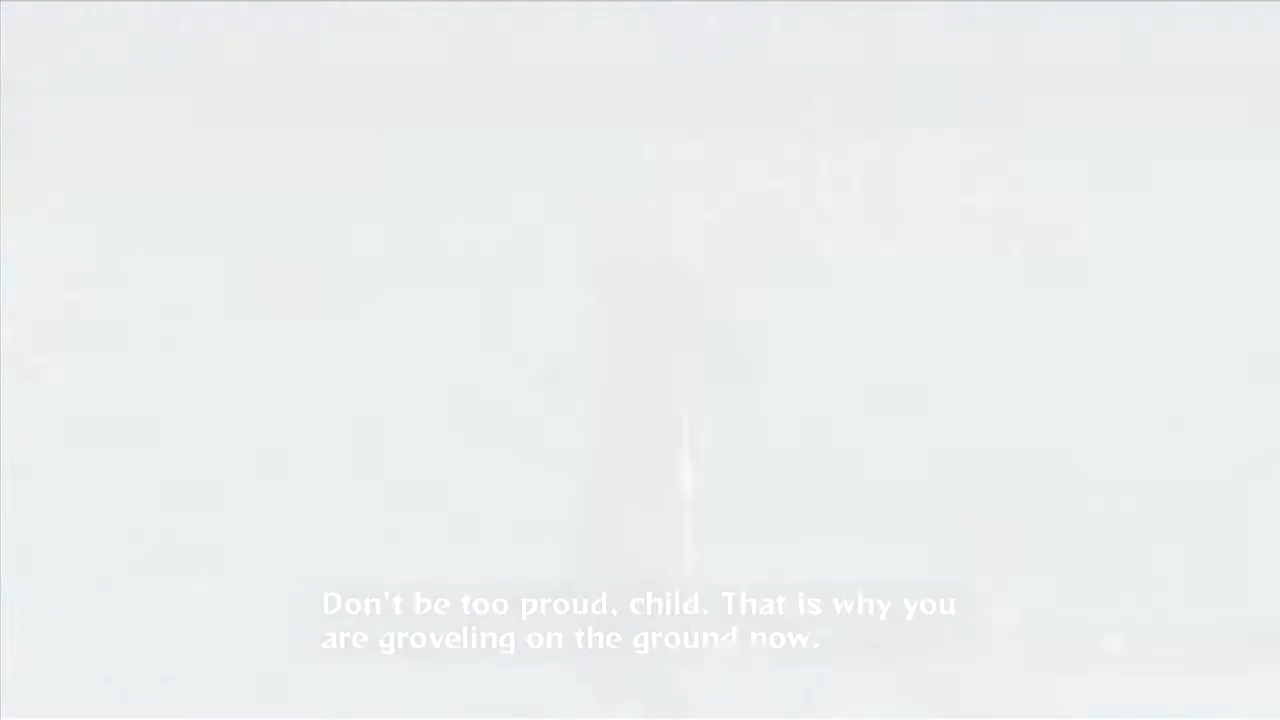 Don't be too proud, child. That is why you
are groveling on the ground now.